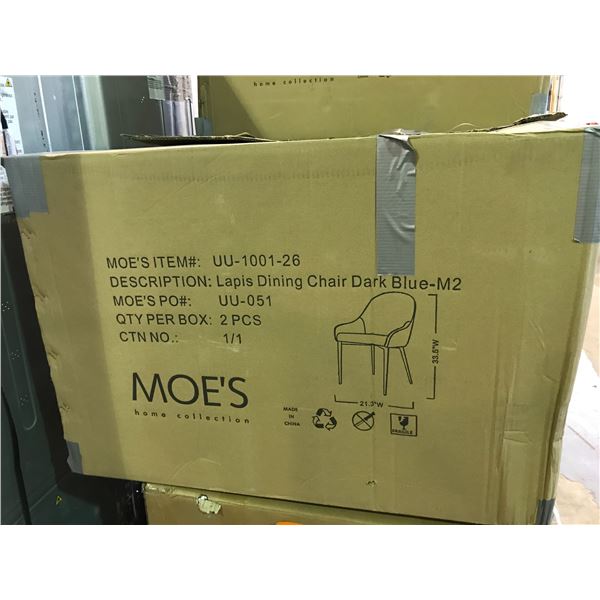 home collection
MOE'S ITEM#: UU-1001-26
DESCRIPTION: Lapis Dining Chair Dark Blue-M2
MOE'S PO#: UU-051
QTY PER BOX: 2 PCS
CTN NO.: 1/1
33.5"W
21.3"W
MOE'S
home collection
MADE
IN
CHINA
FRAGILE